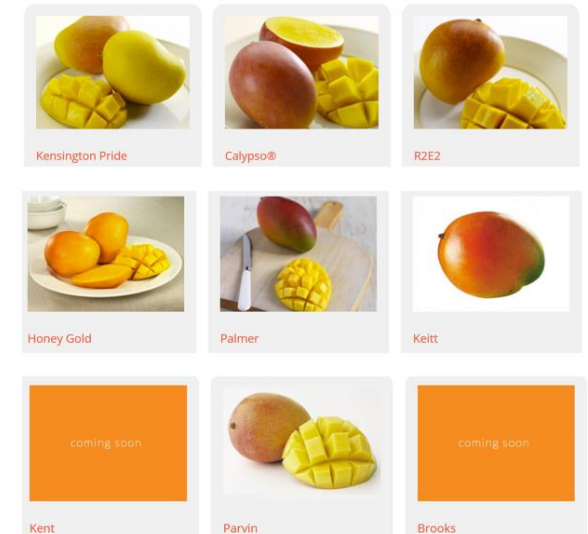 Kensington Pride
Calypso®
R2E2
Honey Gold
Palmer
Keitt
coming soon
coming soon
Kent
Parvin
Brooks